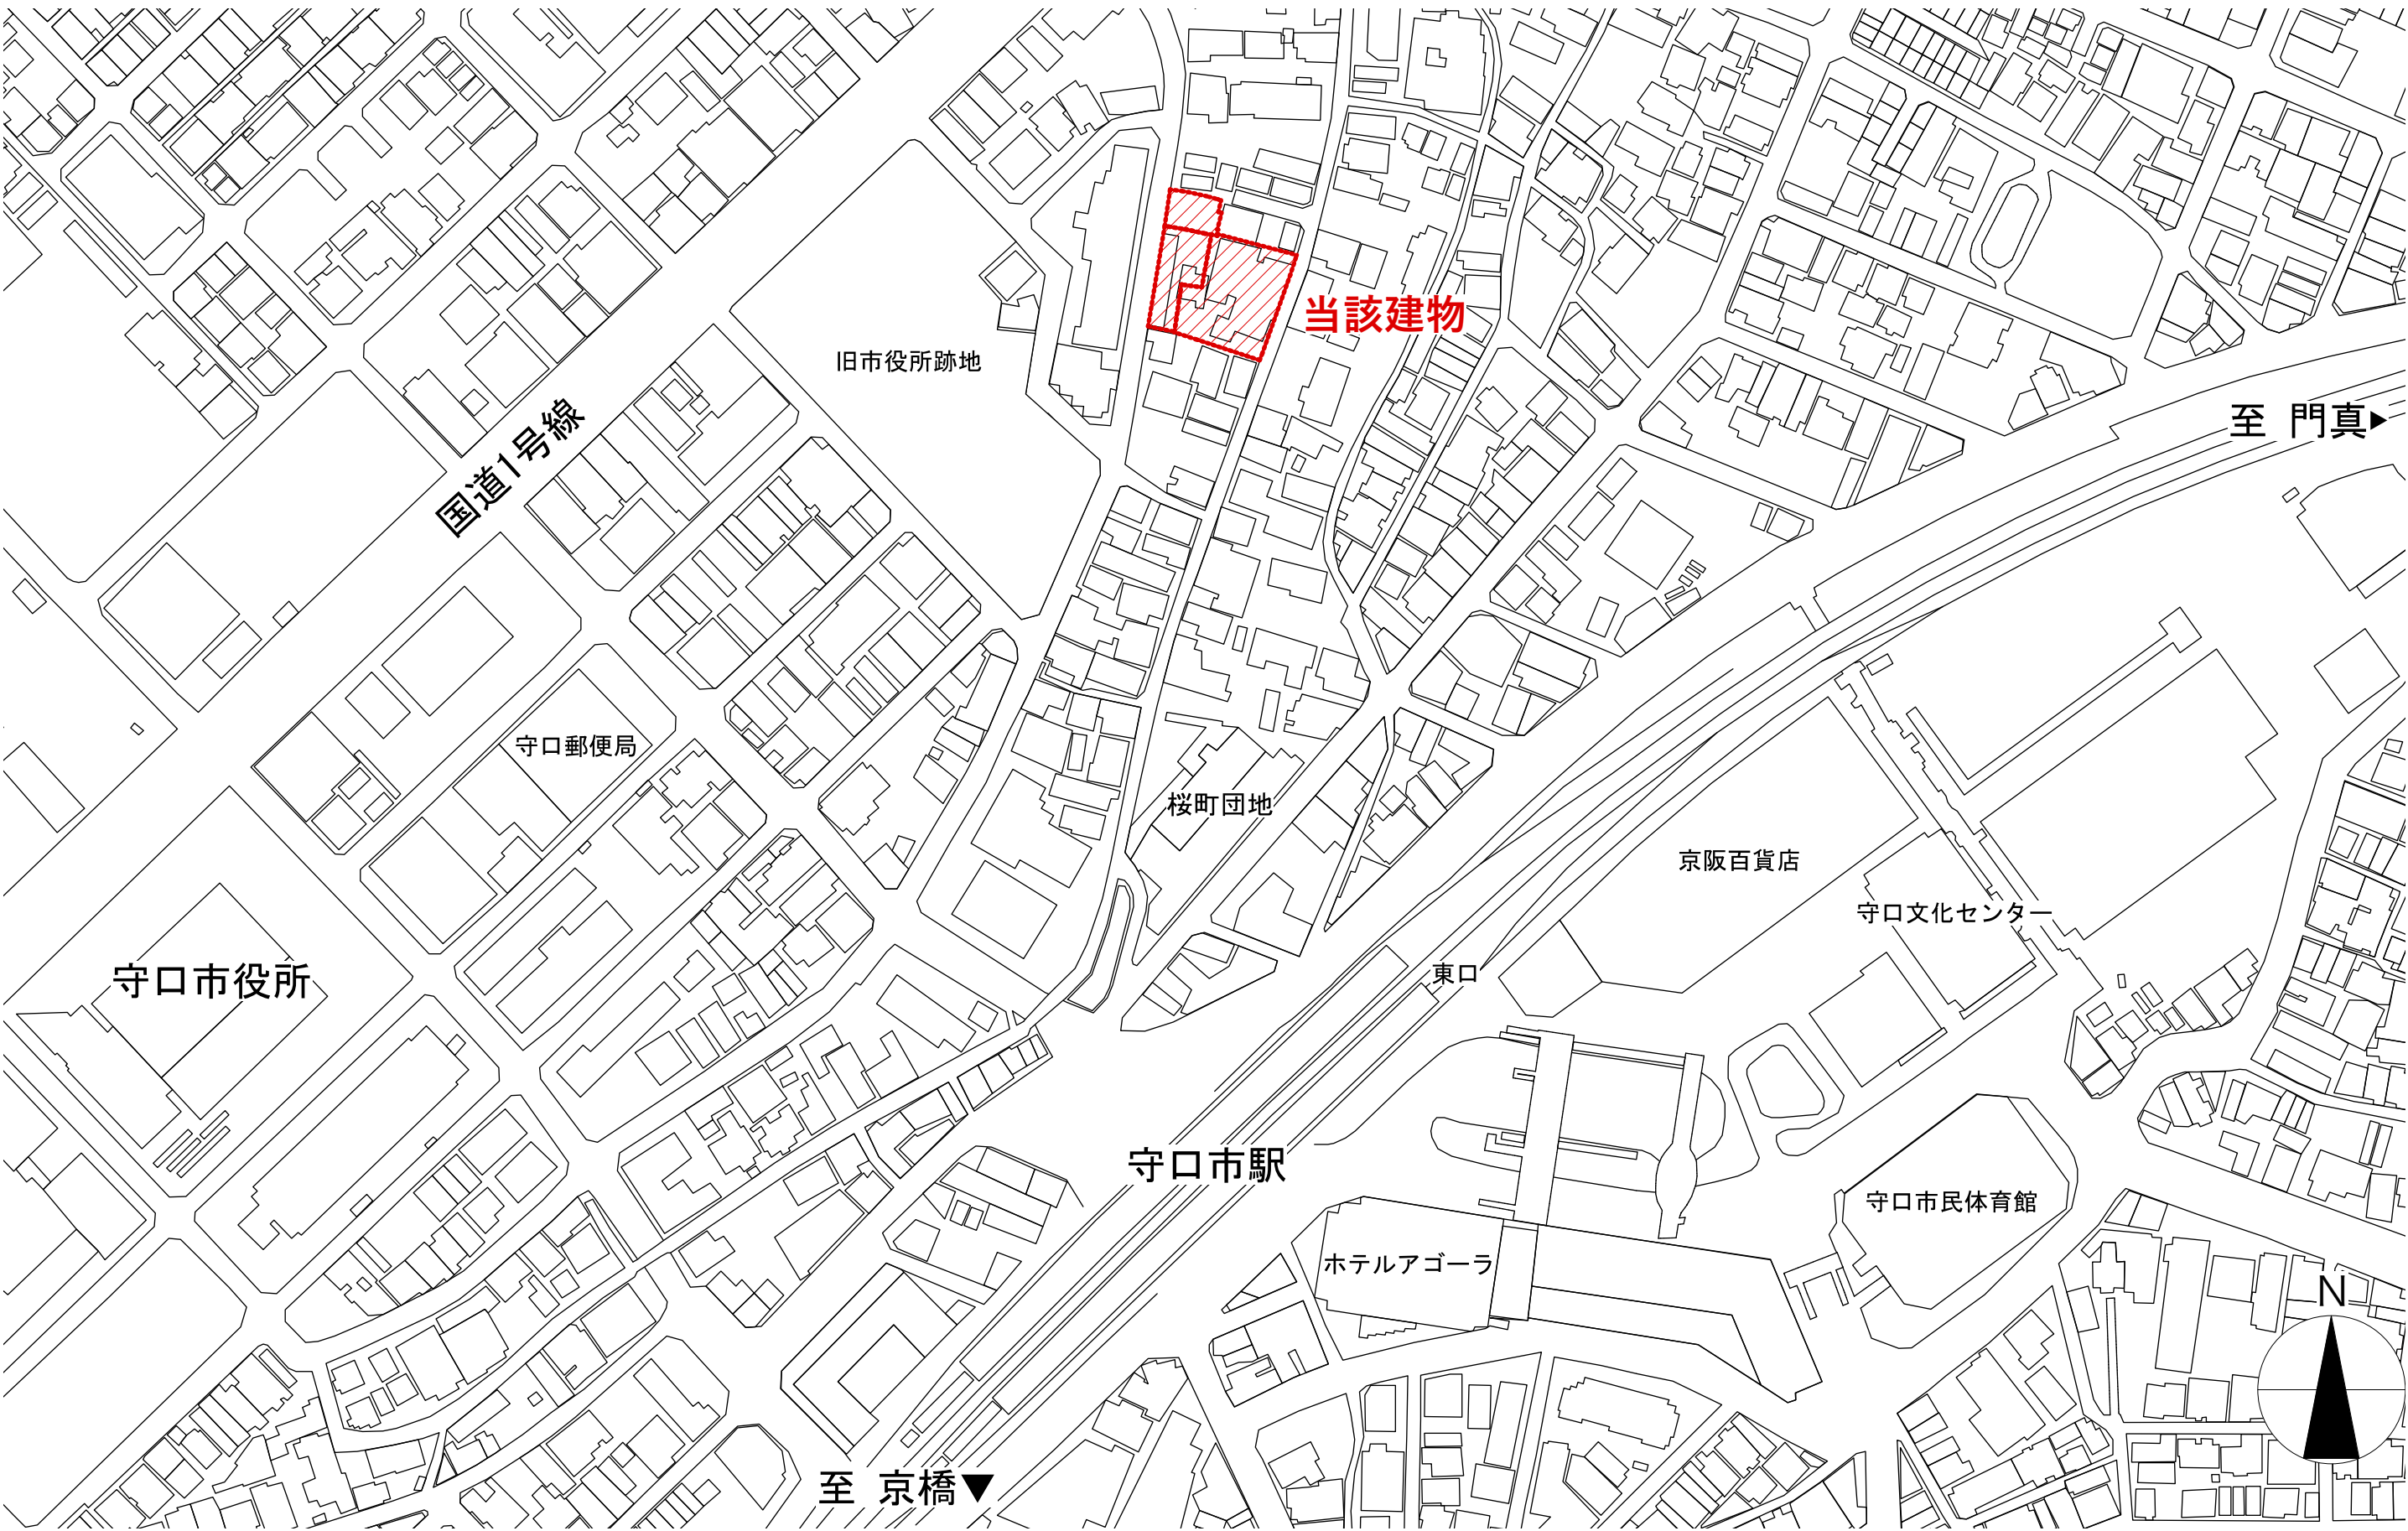 当該建物
旧市役所跡地
至 門真▶
国道1号線
守口郵便局
桜町団地
京阪百貨店
守口文化センター
守口市役所
東口
守口市駅
守口市民体育館
ホテルアゴーラ
N
至 京橋▼